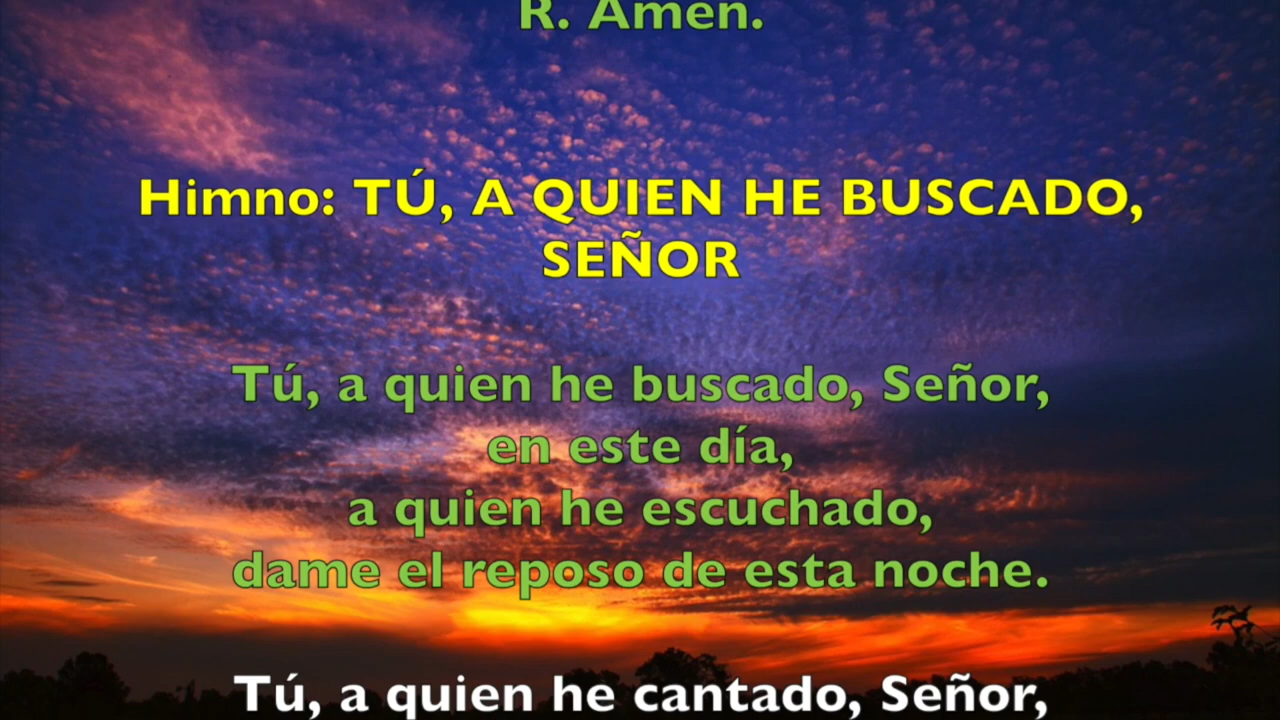 R. Amén.
Himno: TÚ, A QUIEN HE BUSCADO,
SEÑOR
Tú, a quien he buscado, Señor,
en este día,
a quien he escuchado,
dame el reposo de esta noche.
Tú, a quien he cantado, Señor,